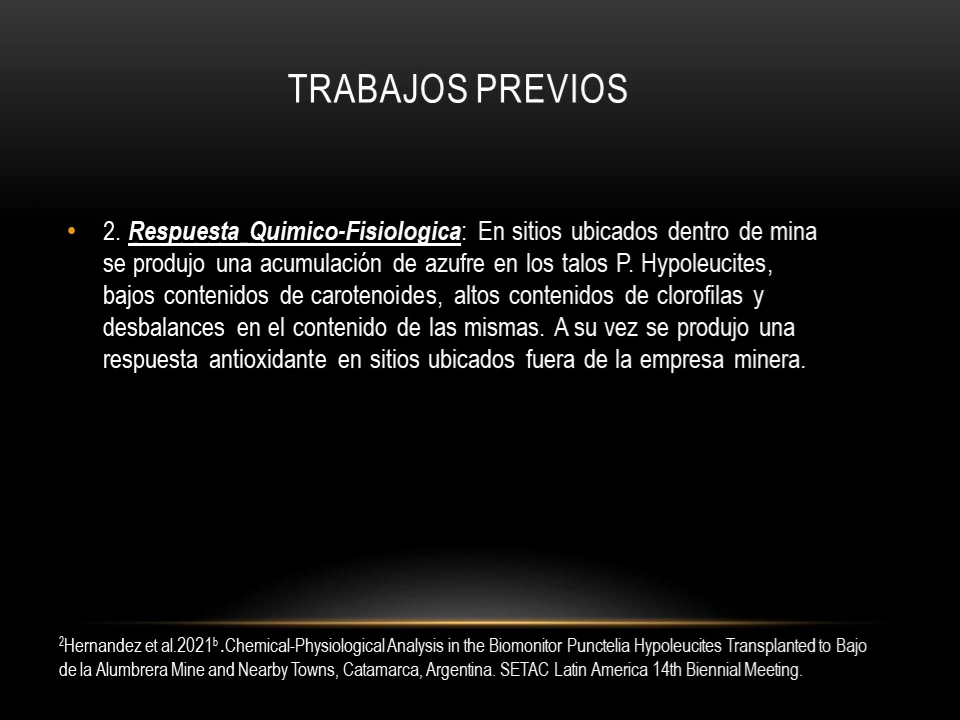 TRABAJOS PREVIOS
• 2. Respuesta Quimico-Fisiologica: En sitios ubicados dentro de mina
se produjo una acumulación de azufre en los talos P. Hypoleucites,
bajos contenidos de carotenoides, altos contenidos de clorofilas y
desbalances en el contenido de las mismas. A su vez se produjo una
respuesta antioxidante en sitios ubicados fuera de la empresa minera.
²Hernandez et al.2021ᵇ .Chemical-Physiological Analysis in the Biomonitor Punctelia Hypoleucites Transplanted to Bajo
de la Alumbrera Mine and Nearby Towns, Catamarca, Argentina. SETAC Latin America 14th Biennial Meeting.